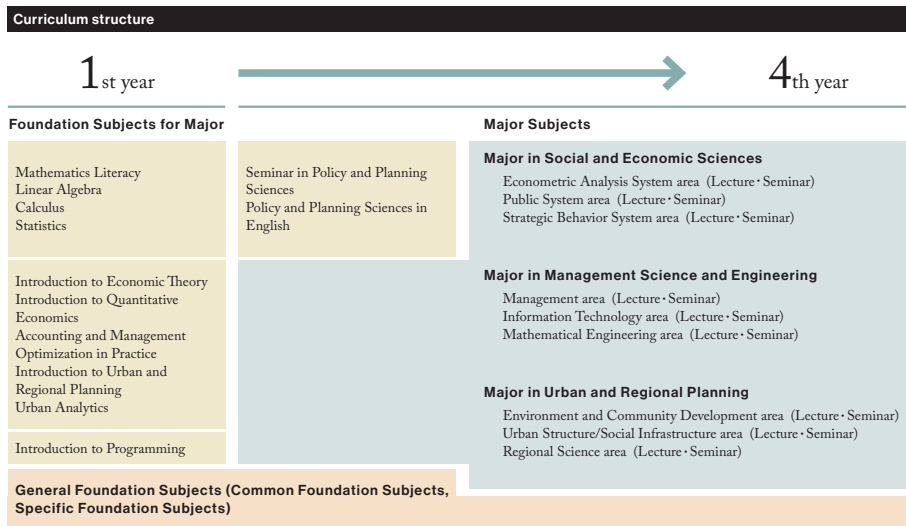 Curriculum structure
1st year
4th year
Foundation Subjects for Major
Major Subjects
Mathematics Literacy
Linear Algebra
Calculus
Statistics
Seminar in Policy and Planning
Sciences
Policy and Planning Sciences in
English
Introduction to Economic Theory
Introduction to Quantitative
Economics
Accounting and Management
Optimization in Practice
Introduction to Urban and
Regional Planning
Urban Analytics
Introduction to Programming
Major in Social and Economic Sciences
Econometric Analysis System area (Lecture・Seminar)
Public System area (Lecture・Seminar)
Strategic Behavior System area (Lecture・Seminar)
Major in Management Science and Engineering
Management area (Lecture・Seminar)
Information Technology area (Lecture・Seminar)
Mathematical Engineering area (Lecture・Seminar)
Major in Urban and Regional Planning
Environment and Community Development area (Lecture・Seminar)
Urban Structure/Social Infrastructure area (Lecture・Seminar)
Regional Science area (Lecture・Seminar)
General Foundation Subjects (Common Foundation Subjects,
Specific Foundation Subjects)